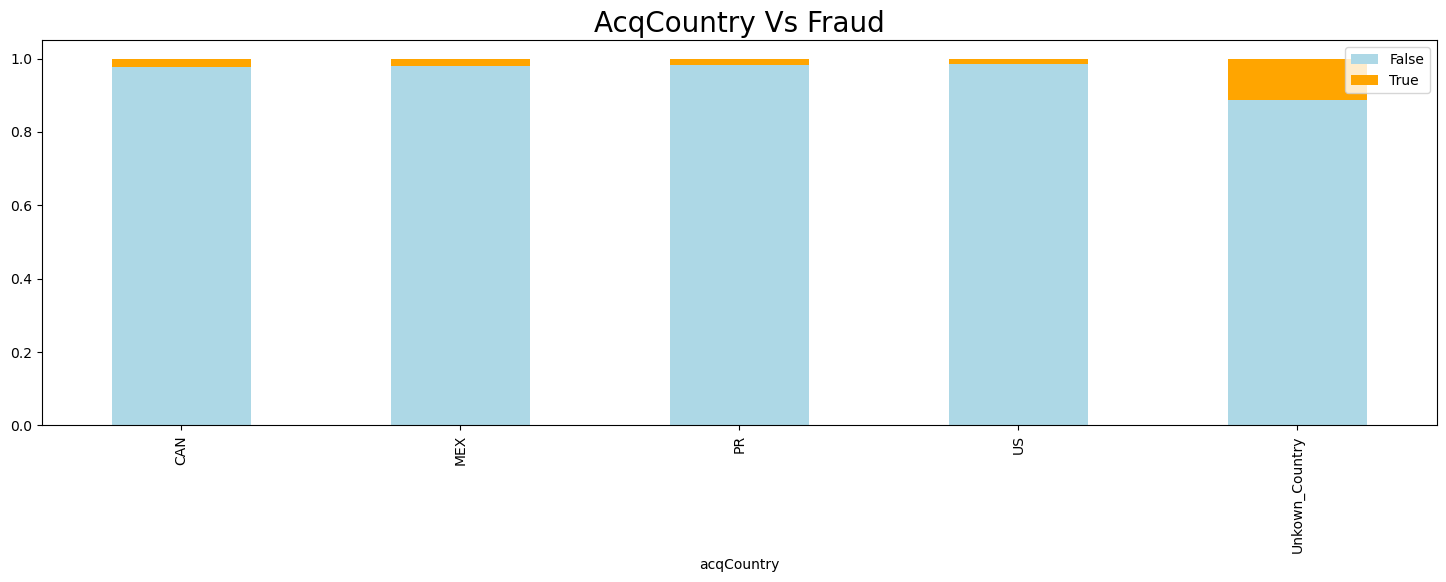 AcqCountry Vs Fraud
1.0
0.8
0.6
0.4
0.2
0.0
False
True
CAN
MEX
PR
US
Unkown_Country
acqCountry